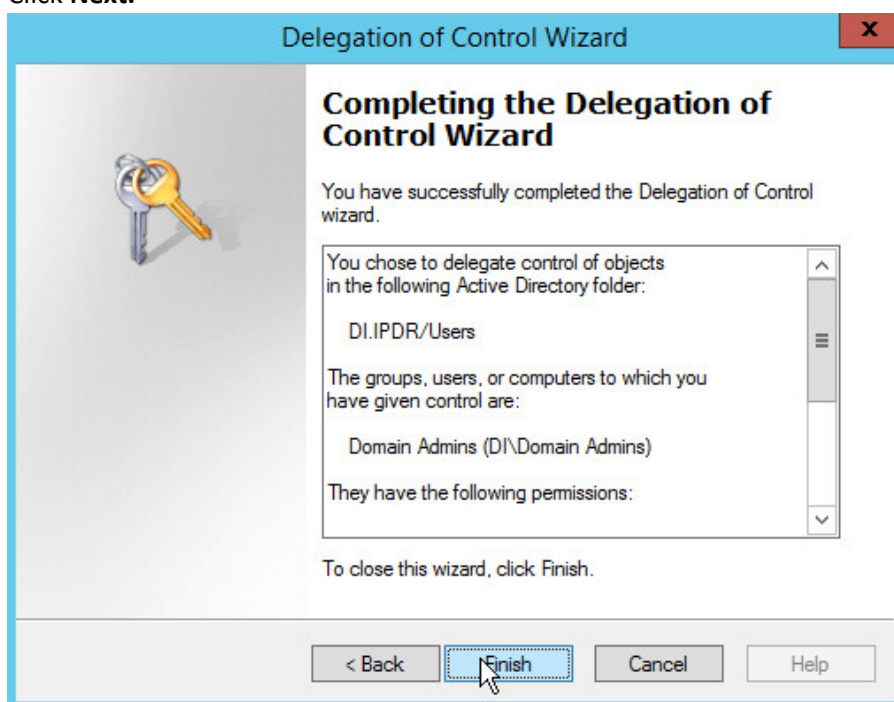 Click Next.
Delegation of Control Wizard
x
Completing the Delegation of
Control Wizard
You have successfully completed the Delegation of Control
wizard.
You chose to delegate control of objects
in the following Active Directory folder:
DI.IPDR/Users
The groups, users, or computers to which you
have given control are:
Domain Admins (DI\Domain Admins)
They have the following permissions:
To close this wizard, click Finish.
< Back Finish Cancel Help